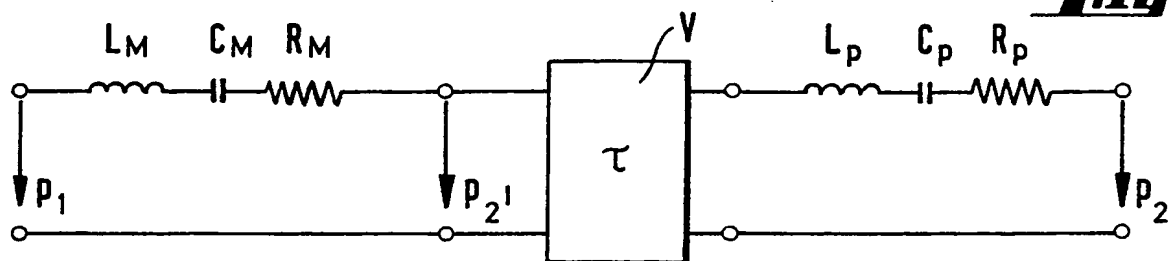 L_M C_M R_M V L_p C_p R_p
p_1 p_2' τ p_2